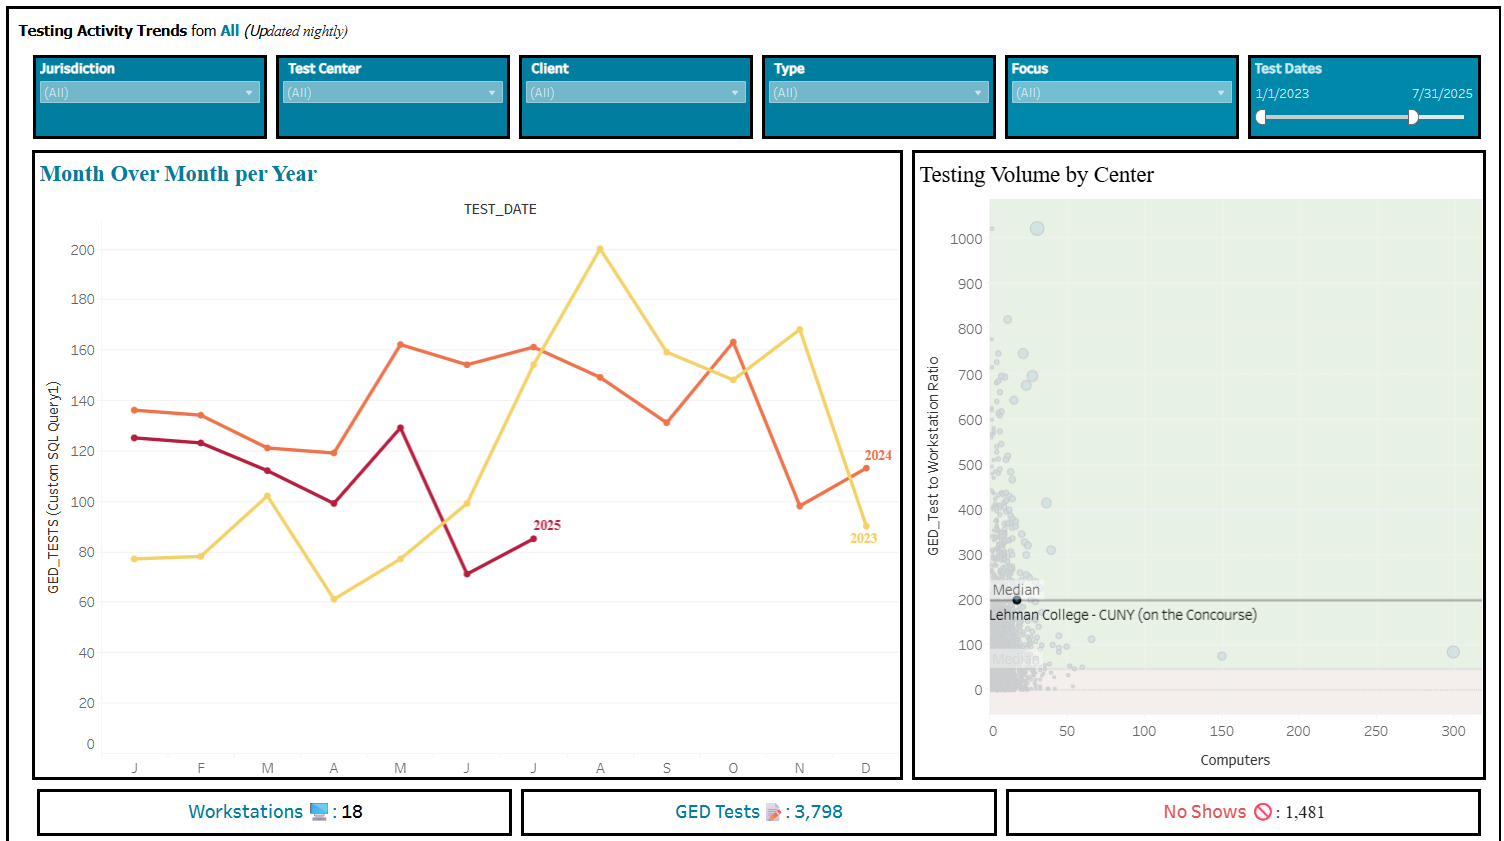 Testing Activity Trends fom All (Updated nightly)
Jurisdiction
(All)
Test Center
(All)
Client
(All)
Type
(All)
Focus
(All)
Test Dates
1/1/2023 7/31/2025
Month Over Month per Year
TEST_DATE
GED_TESTS (Custom SQL Query1)
200
180
160
140
120
100
80
60
40
20
0
2024
2025
2023
J F M A M J J A S O N D
Testing Volume by Center
GED_Test to Workstation Ratio
1000
900
800
700
600
500
400
300
200
100
0
Median
Lehman College - CUNY (on the Concourse)
Median
0 50 100 150 200 250 300
Computers
Workstations : 18
GED Tests : 3,798
No Shows : 1,481